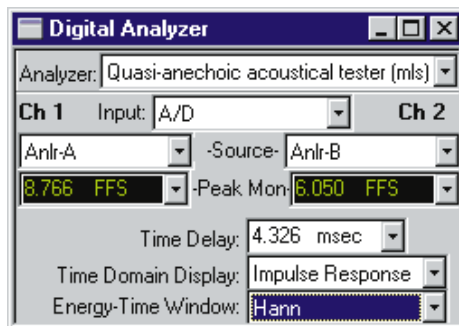 Digital Analyzer
Analyzer: Quasi-anechoic acoustical tester (mls)
Ch 1 Input: A/D Ch 2
Anlr-A -Source- Anlr-B
8.766 FFS -Peak Mon- 6.050 FFS
Time Delay: 4.326 msec
Time Domain Display: Impulse Response
Energy-Time Window: Hann